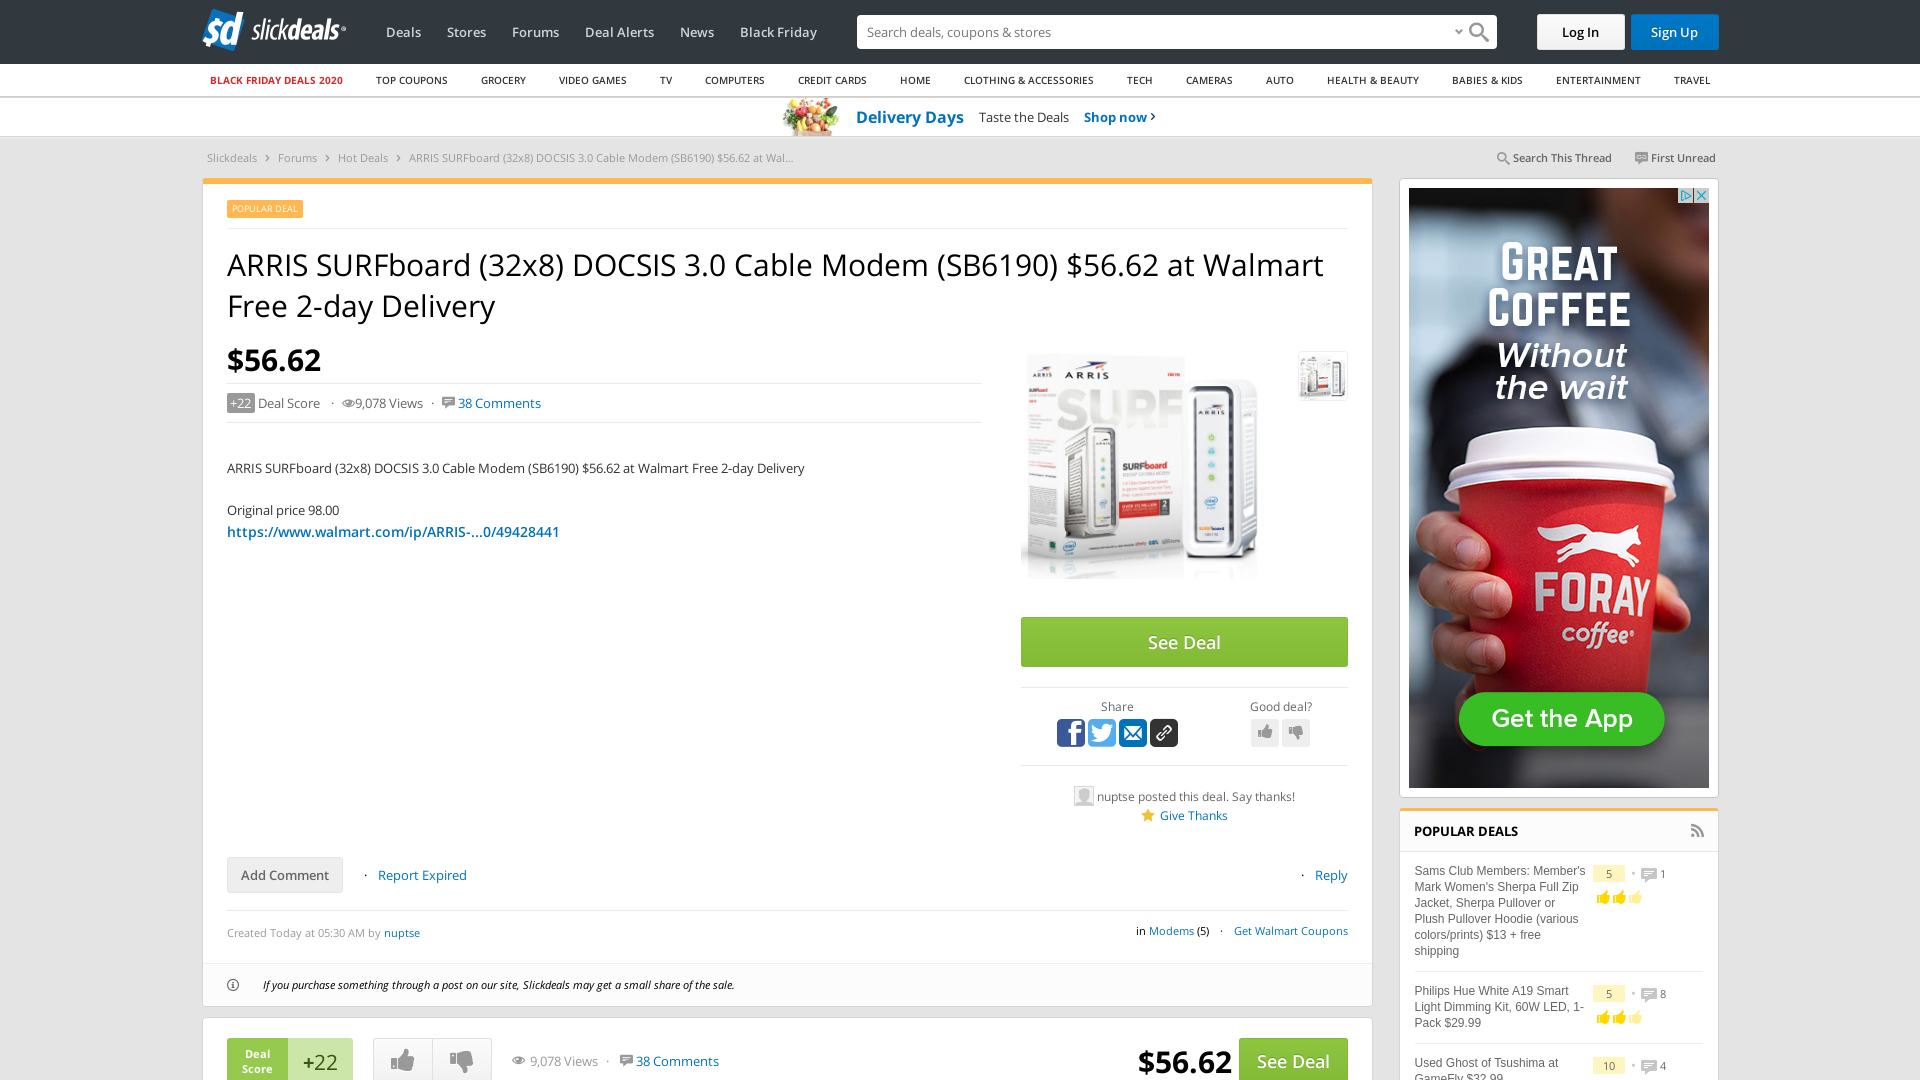 slickdeals
Deals
Stores
Forums
Deal Alerts
News
Black Friday
Search deals, coupons & stores
Log In
Sign Up
BLACK FRIDAY DEALS 2020
TOP COUPONS
GROCERY
VIDEO GAMES
TV
COMPUTERS
CREDIT CARDS
HOME
CLOTHING & ACCESSORIES
TECH
CAMERAS
AUTO
HEALTH & BEAUTY
BABIES & KIDS
ENTERTAINMENT
TRAVEL
Delivery Days Taste the Deals Shop now ›
Slickdeals › Forums › Hot Deals › ARRIS SURFboard (32x8) DOCSIS 3.0 Cable Modem (SB6190) $56.62 at Wal...
Search This Thread
First Unread
POPULAR DEAL
ARRIS SURFboard (32x8) DOCSIS 3.0 Cable Modem (SB6190) $56.62 at Walmart
Free 2-day Delivery
$56.62
+22 Deal Score · 9,078 Views · 38 Comments
ARRIS SURFboard (32x8) DOCSIS 3.0 Cable Modem (SB6190) $56.62 at Walmart Free 2-day Delivery
Original price 98.00
https://www.walmart.com/ip/ARRIS-...0/49428441
ARRIS
SURF
SURFboard
See Deal
Share
Good deal?
nuptse posted this deal. Say thanks!
Give Thanks
Add Comment
· Report Expired
· Reply
Created Today at 05:30 AM by nuptse
in Modems (5) · Get Walmart Coupons
If you purchase something through a post on our site, Slickdeals may get a small share of the sale.
Deal
Score
+22
9,078 Views · 38 Comments
$56.62
See Deal
GREAT
COFFEE
Without
the wait
FORAY
coffee®
Get the App
POPULAR DEALS
Sams Club Members: Member's
Mark Women's Sherpa Full Zip
Jacket, Sherpa Pullover or
Plush Pullover Hoodie (various
colors/prints) $13 + free
shipping
5 • 1
Philips Hue White A19 Smart
Light Dimming Kit, 60W LED, 1-
Pack $29.99
5 • 8
Used Ghost of Tsushima at
GameFly $32.99
10 • 4